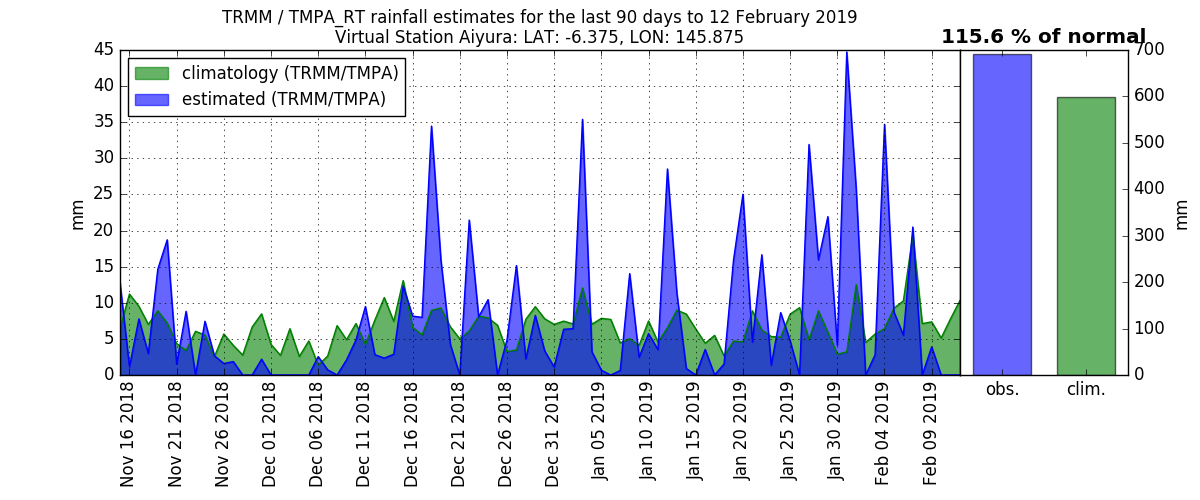 TRMM / TMPA_RT rainfall estimates for the last 90 days to 12 February 2019
Virtual Station Aiyura: LAT: -6.375, LON: 145.875
115.6 % of normal
climatology (TRMM/TMPA)
estimated (TRMM/TMPA)
45
40
35
30
25
20
15
10
5
0
mm
Nov 16 2018
Nov 21 2018
Nov 26 2018
Dec 01 2018
Dec 06 2018
Dec 11 2018
Dec 16 2018
Dec 21 2018
Dec 26 2018
Dec 31 2018
Jan 05 2019
Jan 10 2019
Jan 15 2019
Jan 20 2019
Jan 25 2019
Jan 30 2019
Feb 04 2019
Feb 09 2019
obs.
clim.
700
600
500
400
300
200
100
0
mm